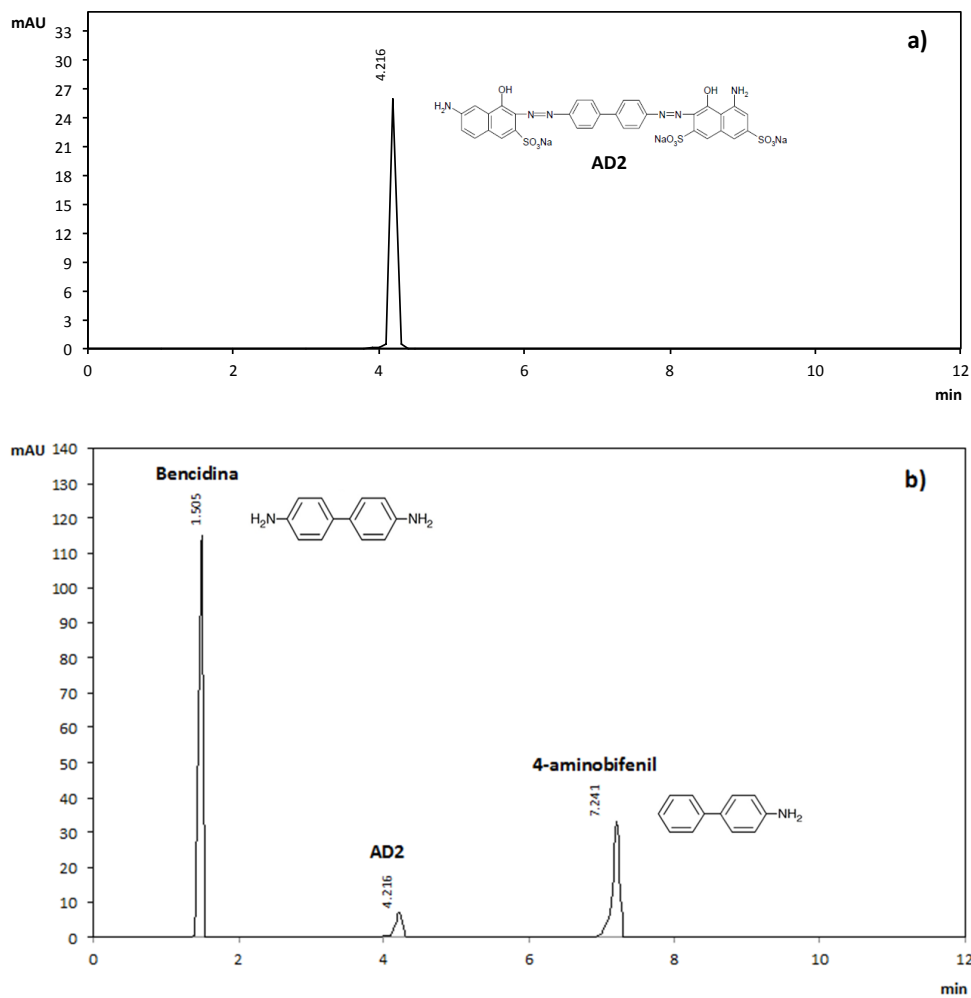 mAU
a)
33
30
27
24
21
18
15
12
9
6
3
0
4.216
OH
H₂N
N=N
SO₃Na
N=N
OH
NH₂
NaO₃S
SO₃Na
AD2
0 2 4 6 8 10 12
min
mAU
b)
140
130
120
110
100
90
80
70
60
50
40
30
20
10
0
Bencidina
1.505
H₂N
NH₂
AD2
4.216
4-aminobifenil
7.241
NH₂
0 2 4 6 8 10 12
min